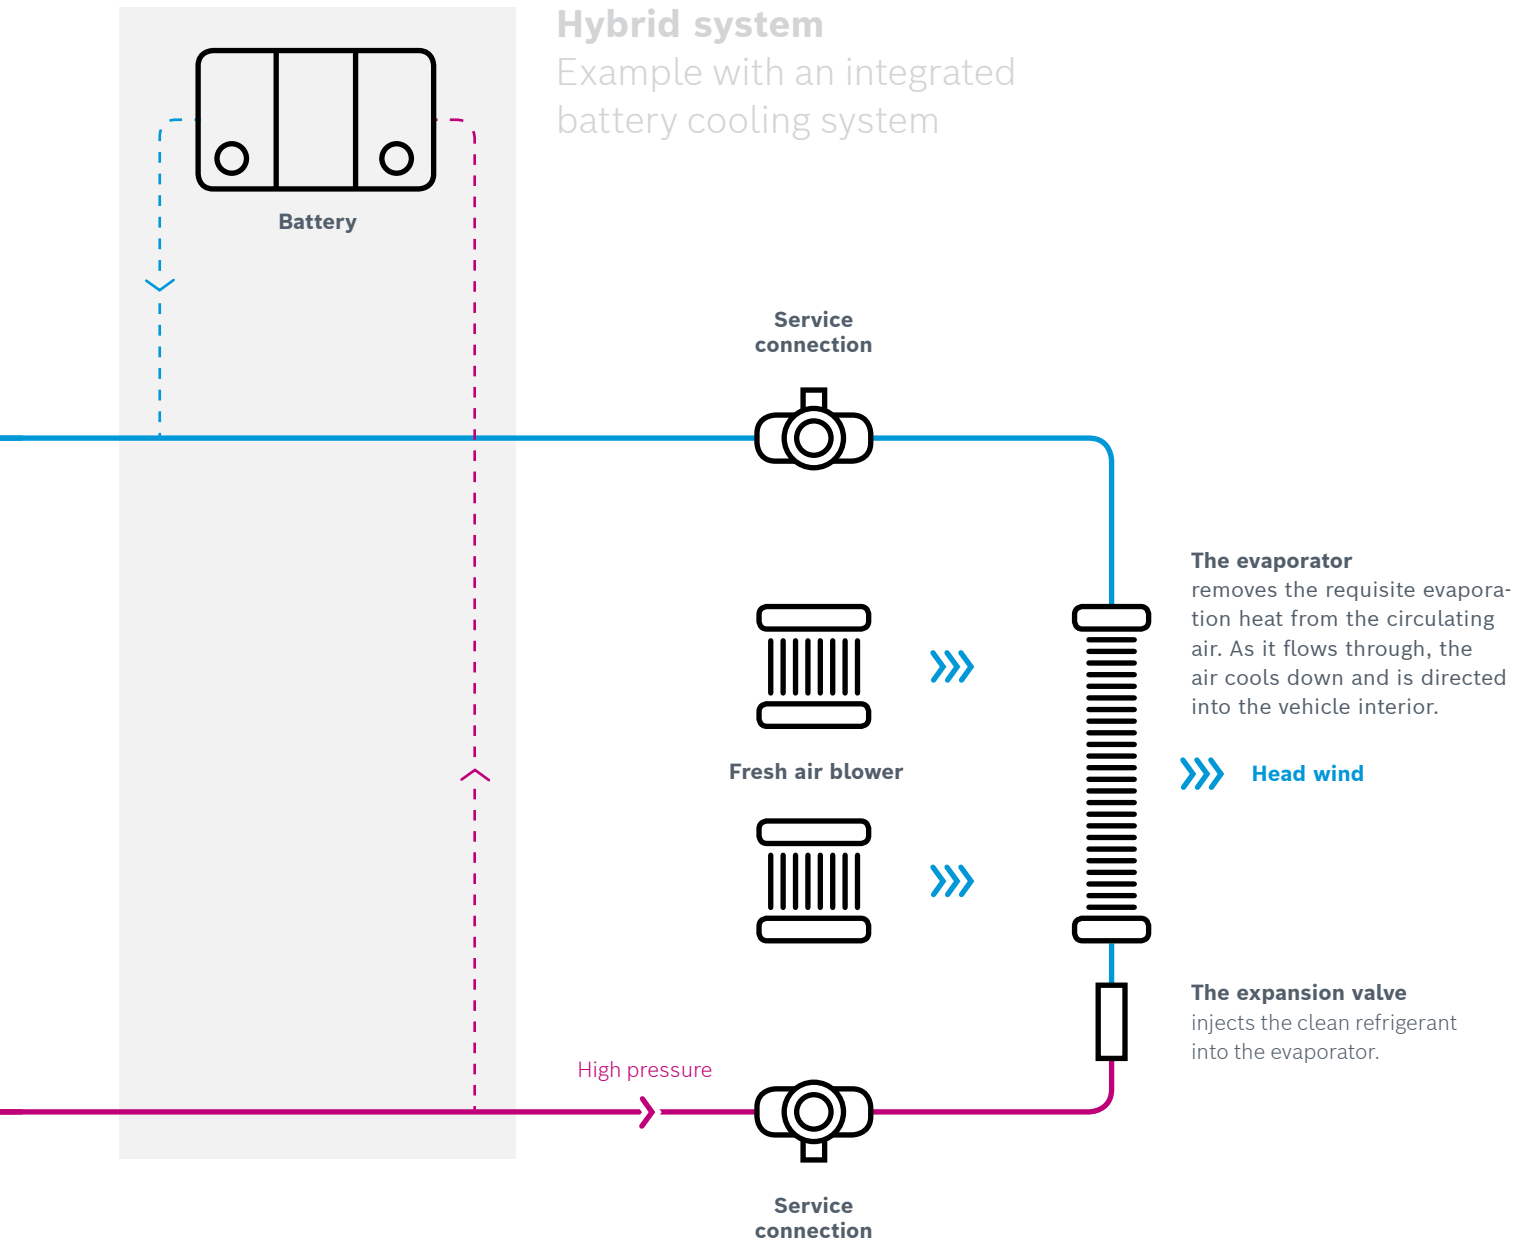 Hybrid system
Example with an integrated
battery cooling system
Battery
Service
connection
The evaporator
removes the requisite evapora-
tion heat from the circulating
air. As it flows through, the
air cools down and is directed
into the vehicle interior.
Fresh air blower
Head wind
The expansion valve
injects the clean refrigerant
into the evaporator.
High pressure
Service
connection